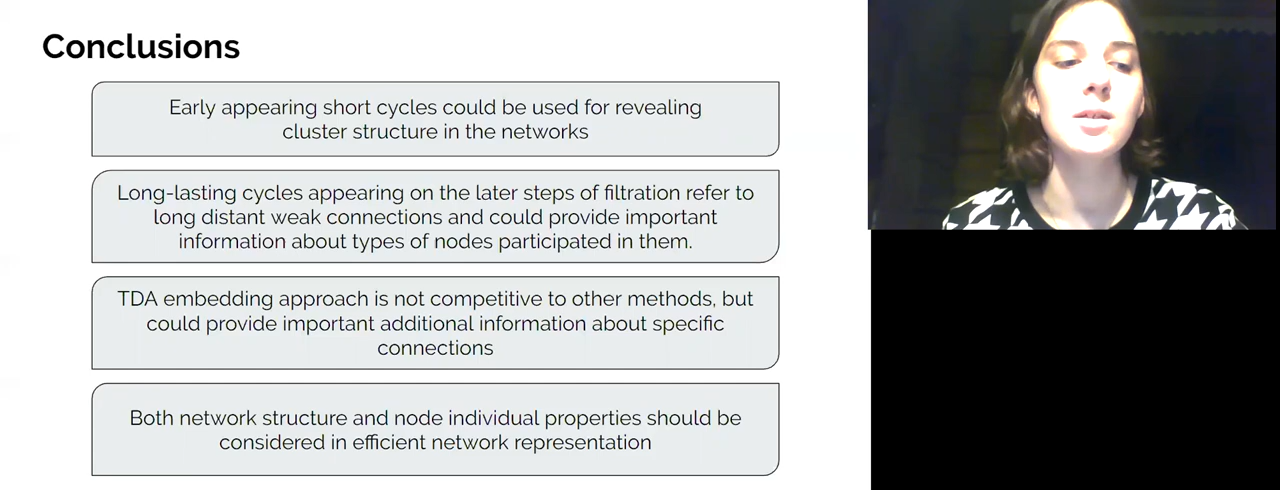 Conclusions
Early appearing short cycles could be used for revealing
cluster structure in the networks
Long-lasting cycles appearing on the later steps of filtration refer to
long distant weak connections and could provide important
information about types of nodes participated in them.
TDA embedding approach is not competitive to other methods, but
could provide important additional information about specific
connections
Both network structure and node individual properties should be
considered in efficient network representation